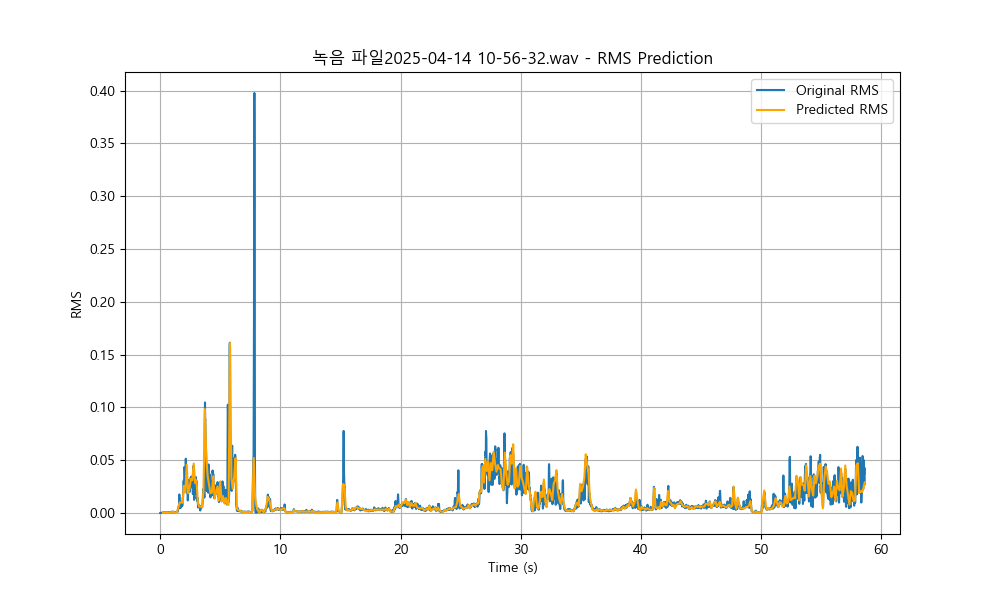 녹음 파일2025-04-14 10-56-32.wav - RMS Prediction
Original RMS
Predicted RMS
RMS
0.40
0.35
0.30
0.25
0.20
0.15
0.10
0.05
0.00
0 10 20 30 40 50 60
Time (s)